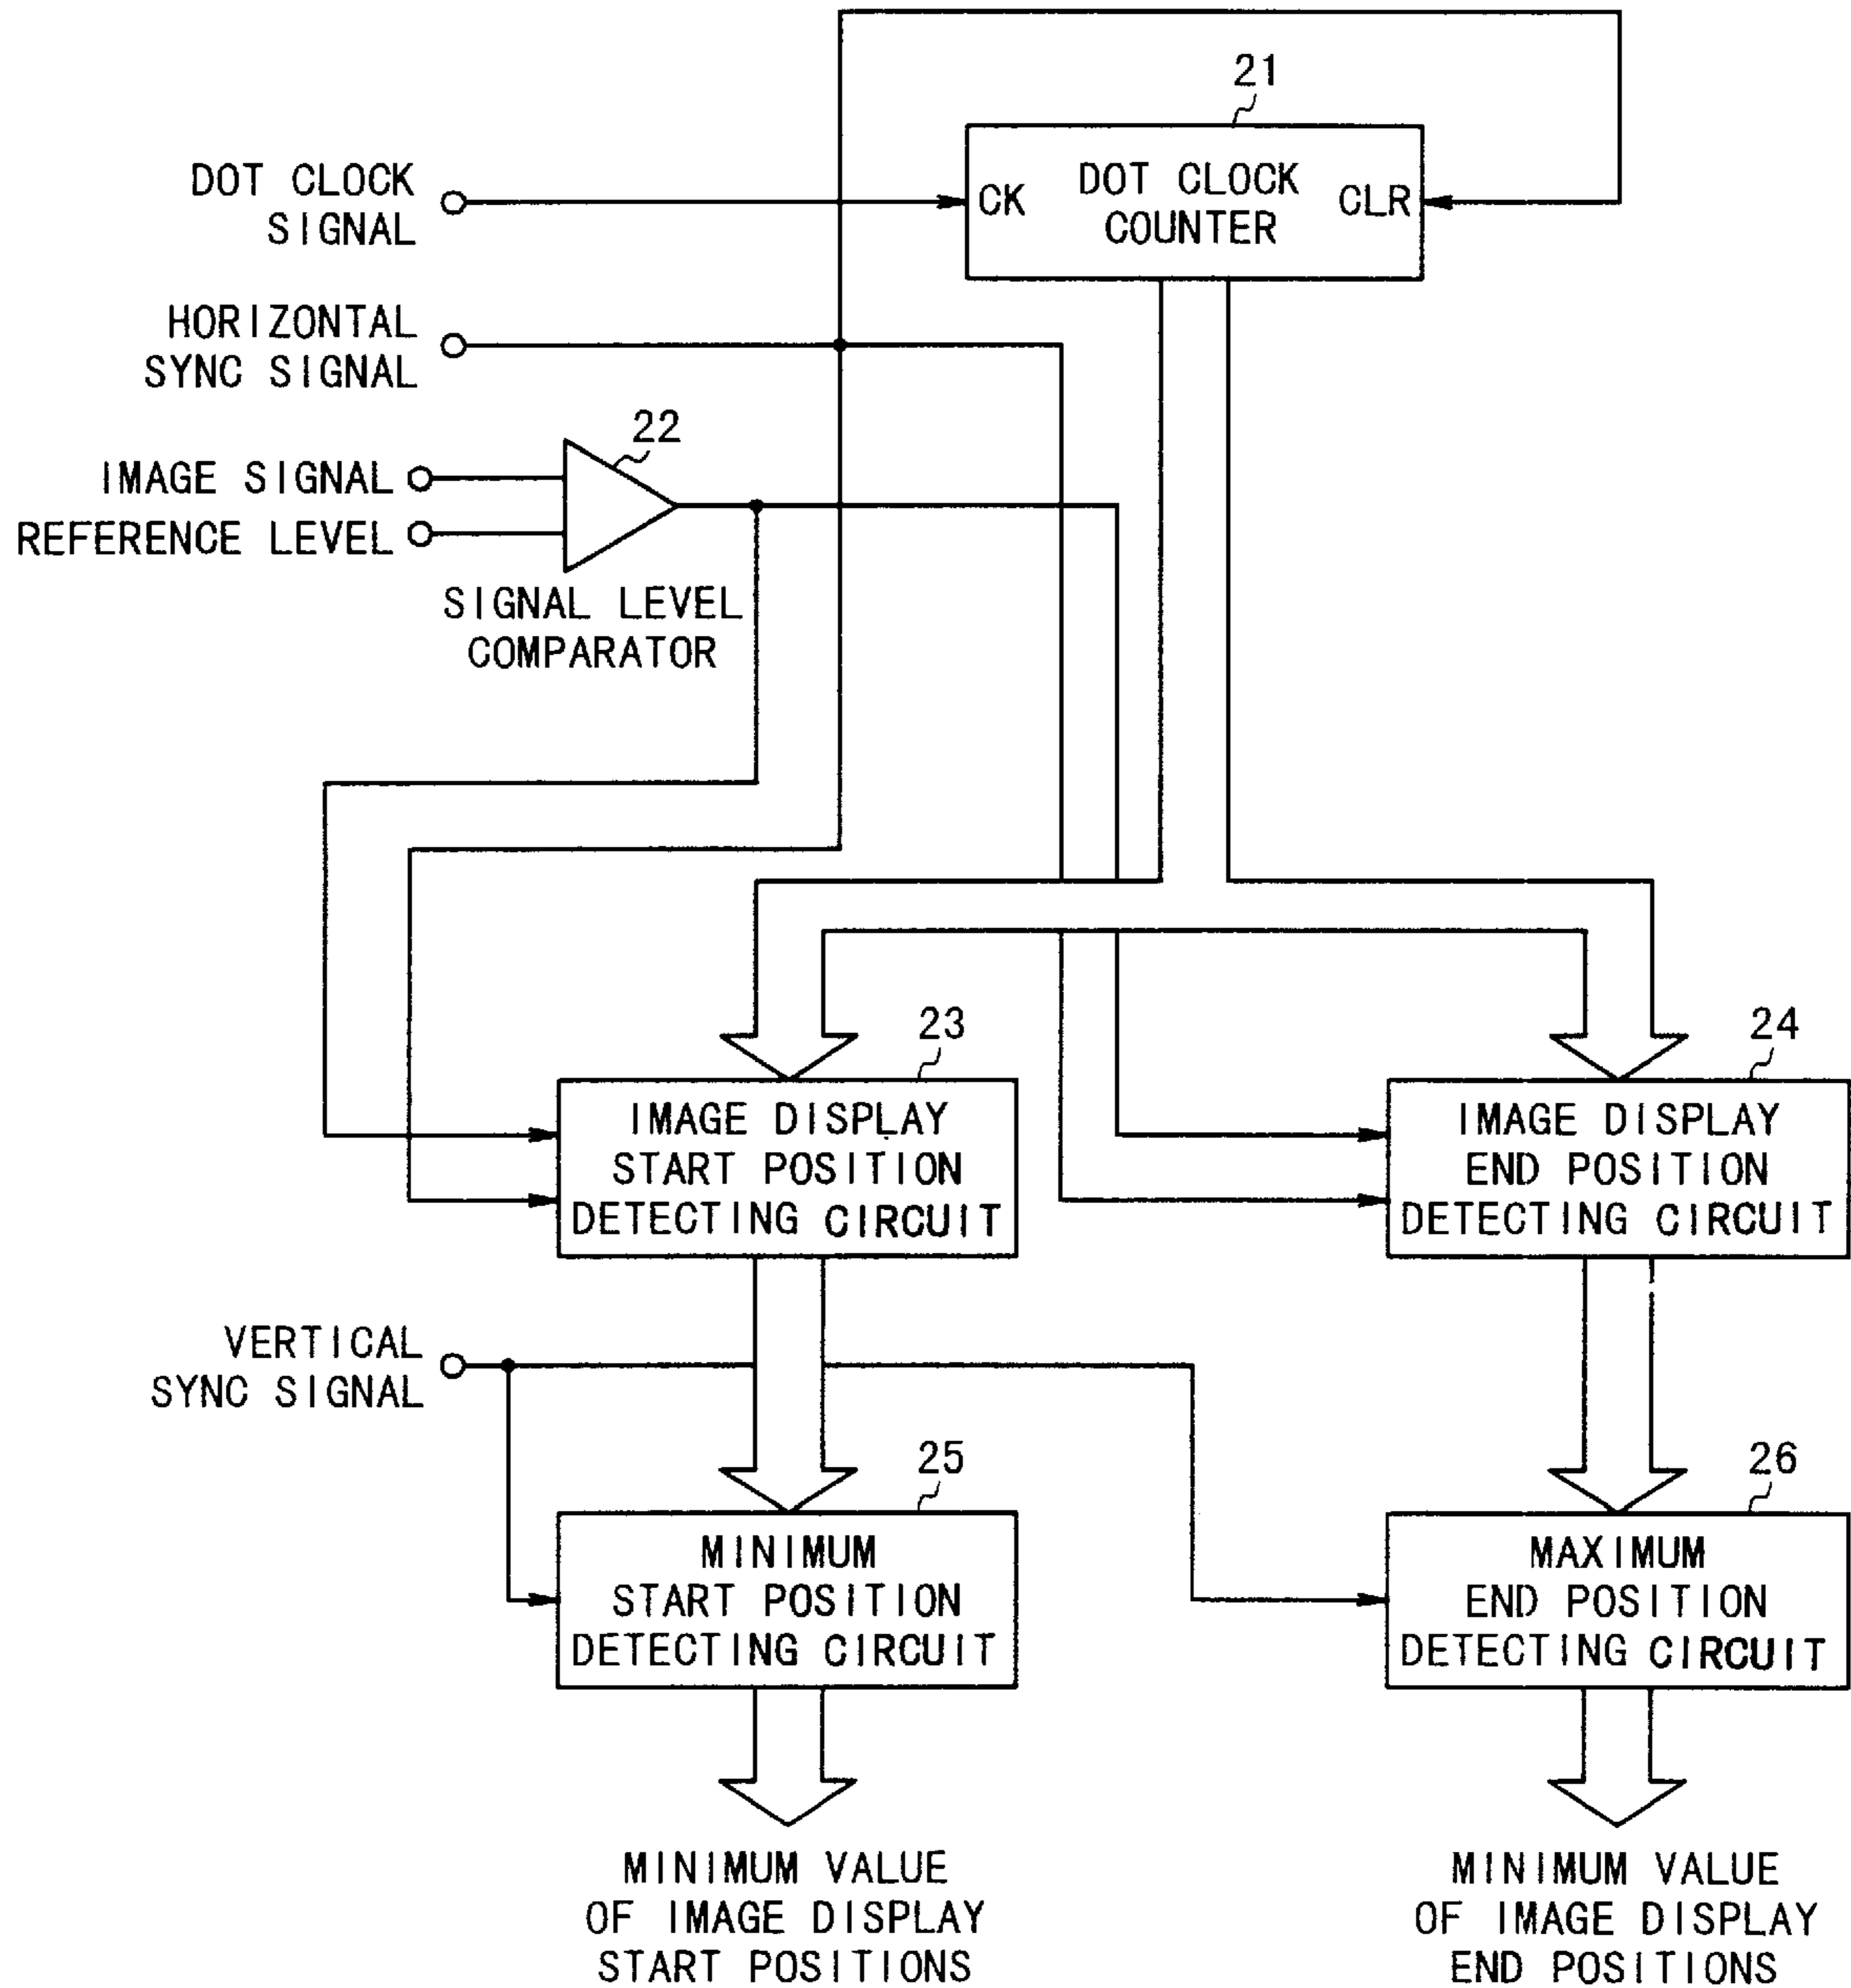 21
DOT CLOCK
SIGNAL
CK
DOT CLOCK
COUNTER
CLR
HORIZONTAL
SYNC SIGNAL
22
IMAGE SIGNAL
REFERENCE LEVEL
SIGNAL LEVEL
COMPARATOR
23
IMAGE DISPLAY
START POSITION
DETECTING CIRCUIT
24
IMAGE DISPLAY
END POSITION
DETECTING CIRCUIT
VERTICAL
SYNC SIGNAL
25
MINIMUM
START POSITION
DETECTING CIRCUIT
26
MAXIMUM
END POSITION
DETECTING CIRCUIT
MINIMUM VALUE
OF IMAGE DISPLAY
START POSITIONS
MINIMUM VALUE
OF IMAGE DISPLAY
END POSITIONS